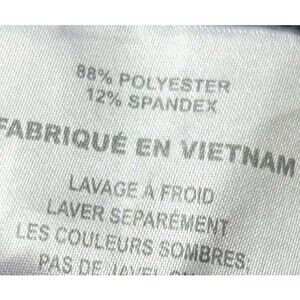 88% POLYESTER
12% SPANDEX
FABRIQUÉ EN VIETNAM
LAVAGE À FROID
LAVER SEPARÉMENT
LES COULEURS SOMBRES,
PAS DE JAVEL